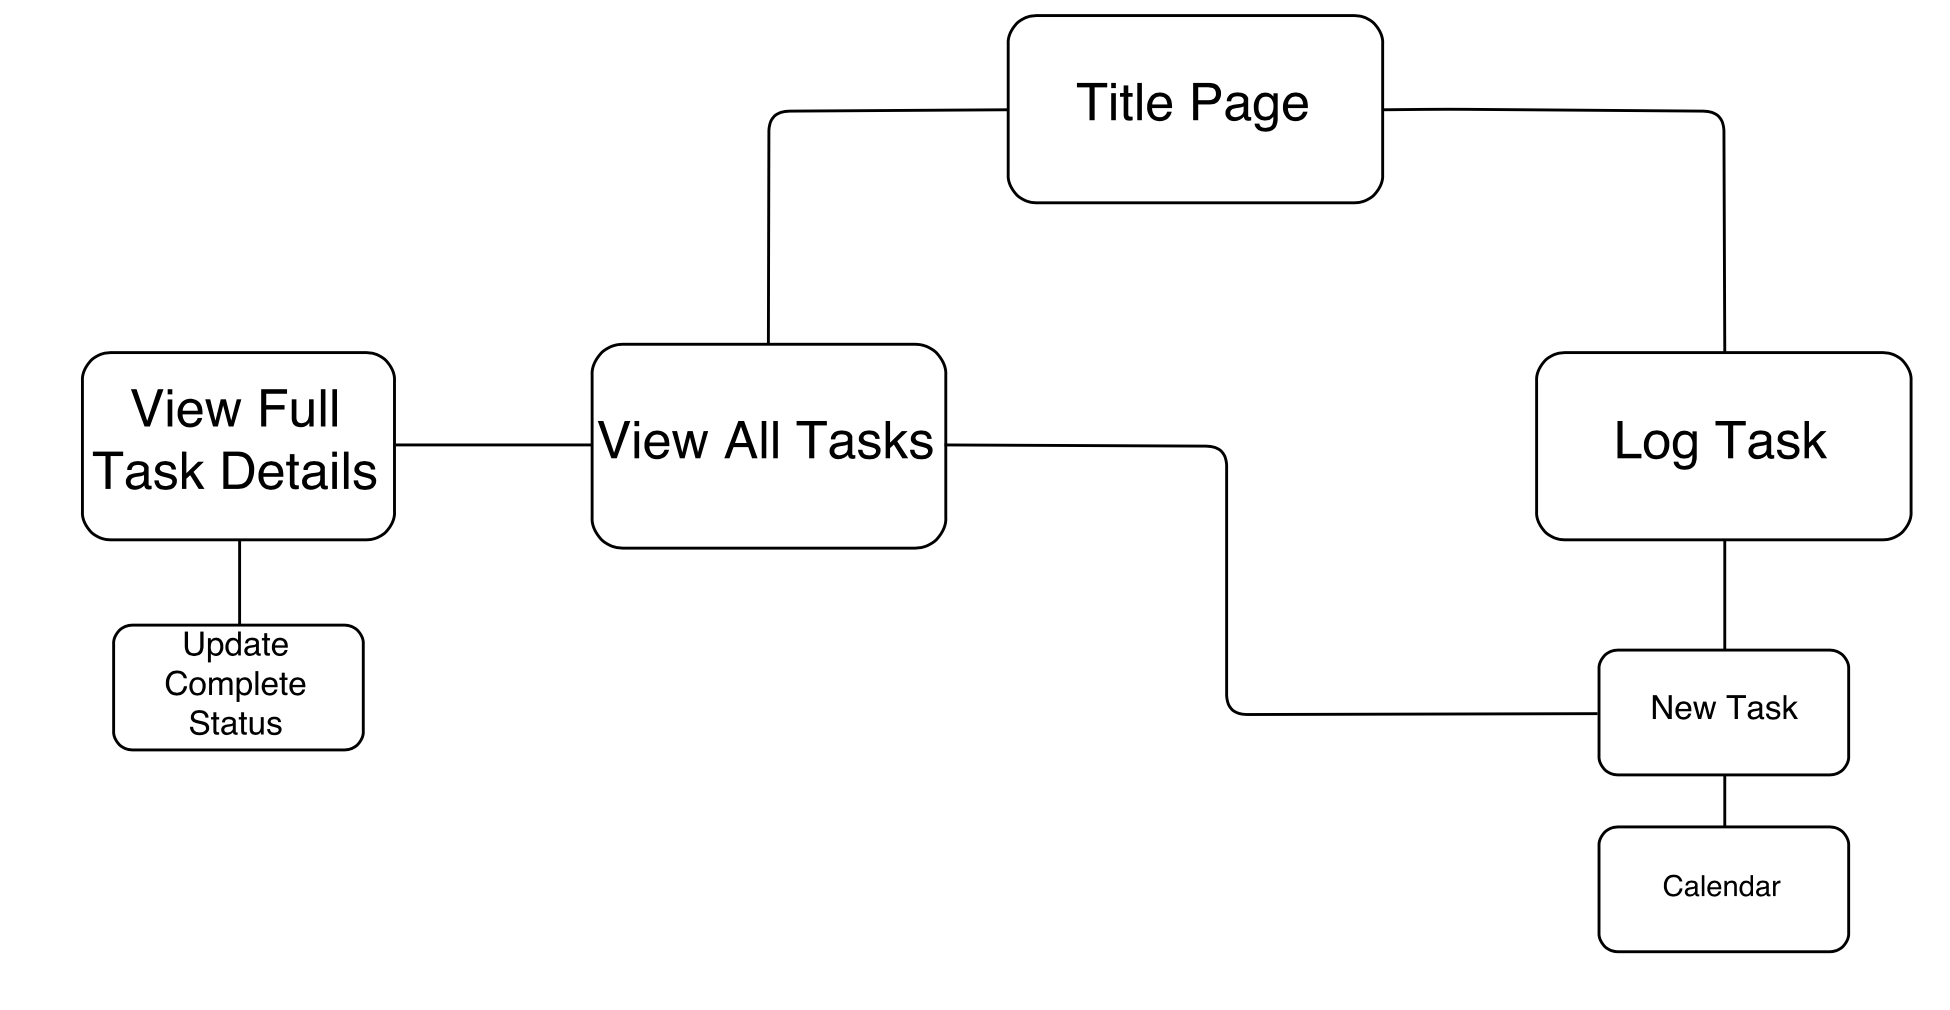 Title Page
View Full
Task Details
View All Tasks
Log Task
Update
Complete
Status
New Task
Calendar